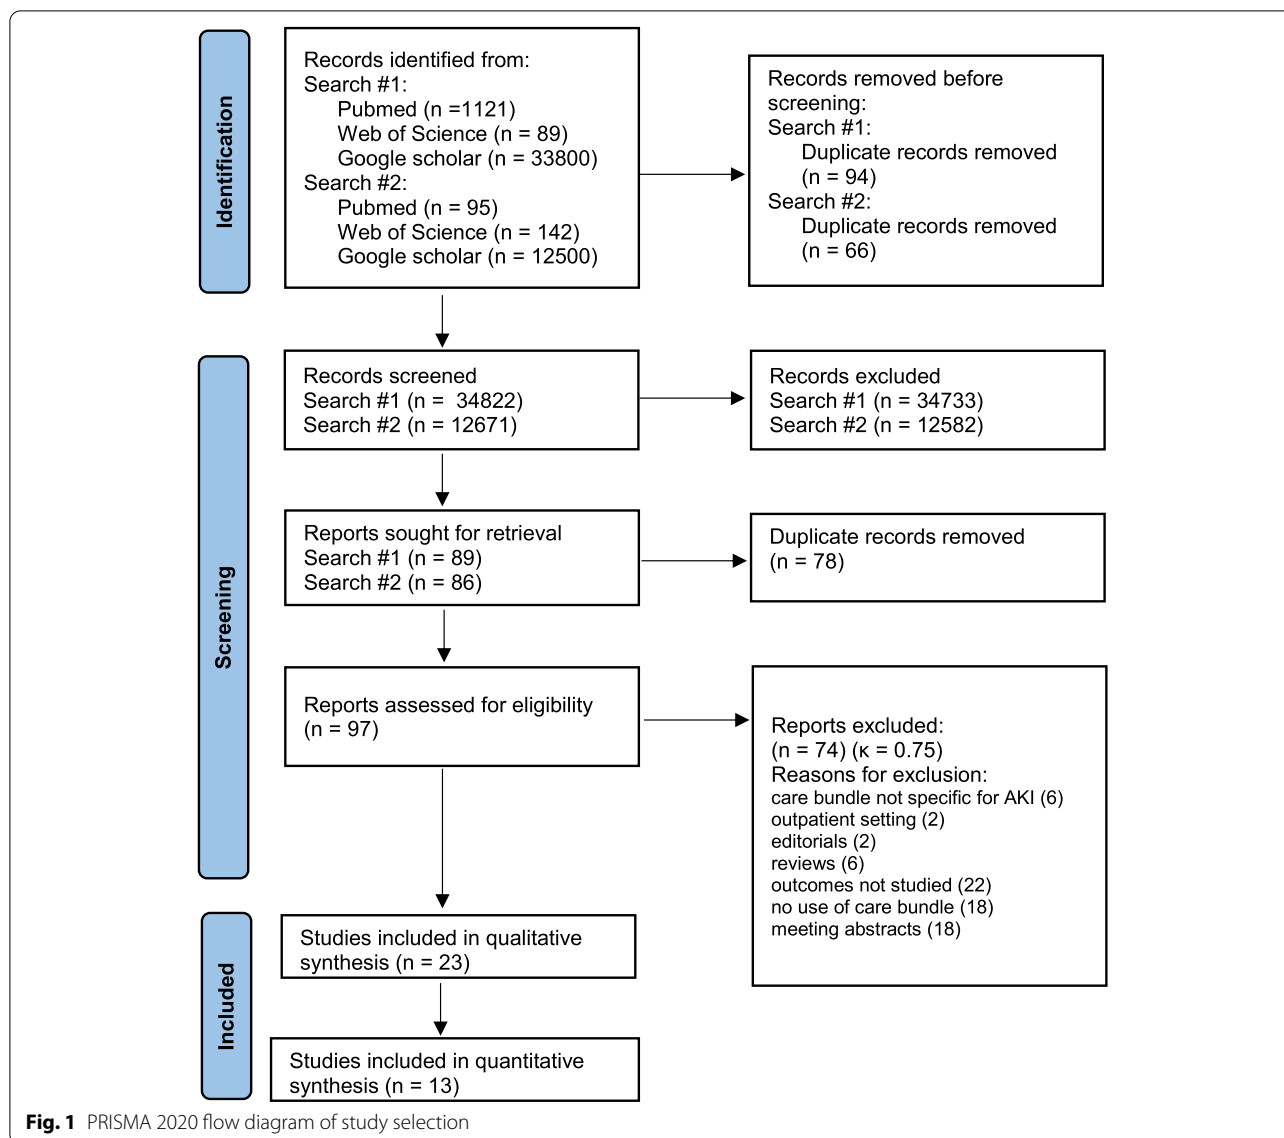 Identification
Records identified from:
Search #1:
Pubmed (n =1121)
Web of Science (n = 89)
Google scholar (n = 33800)
Search #2:
Pubmed (n = 95)
Web of Science (n = 142)
Google scholar (n = 12500)
Records removed before
screening:
Search #1:
Duplicate records removed
(n = 94)
Search #2:
Duplicate records removed
(n = 66)
Screening
Records screened
Search #1 (n = 34822)
Search #2 (n = 12671)
Records excluded
Search #1 (n = 34733)
Search #2 (n = 12582)
Reports sought for retrieval
Search #1 (n = 89)
Search #2 (n = 86)
Duplicate records removed
(n = 78)
Reports assessed for eligibility
(n = 97)
Reports excluded:
(n = 74) (κ = 0.75)
Reasons for exclusion:
care bundle not specific for AKI (6)
outpatient setting (2)
editorials (2)
reviews (6)
outcomes not studied (22)
no use of care bundle (18)
meeting abstracts (18)
Included
Studies included in qualitative
synthesis (n = 23)
Studies included in quantitative
synthesis (n = 13)
Fig. 1 PRISMA 2020 flow diagram of study selection